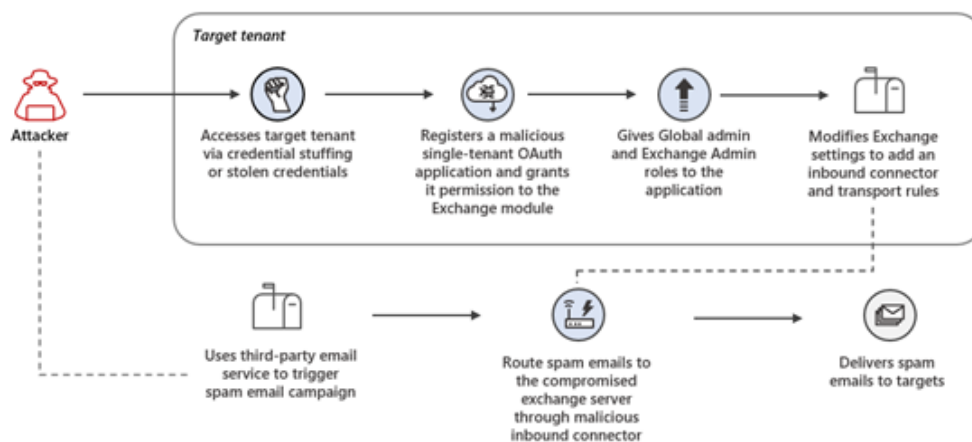 Target tenant
Attacker
Accesses target tenant
via credential stuffing
or stolen credentials
Registers a malicious
single-tenant OAuth
application and grants
it permission to the
Exchange module
Gives Global admin
and Exchange Admin
roles to the
application
Modifies Exchange
settings to add an
inbound connector
and transport rules
Uses third-party email
service to trigger
spam email campaign
Route spam emails to
the compromised
exchange server
through malicious
inbound connector
Delivers spam
emails to targets